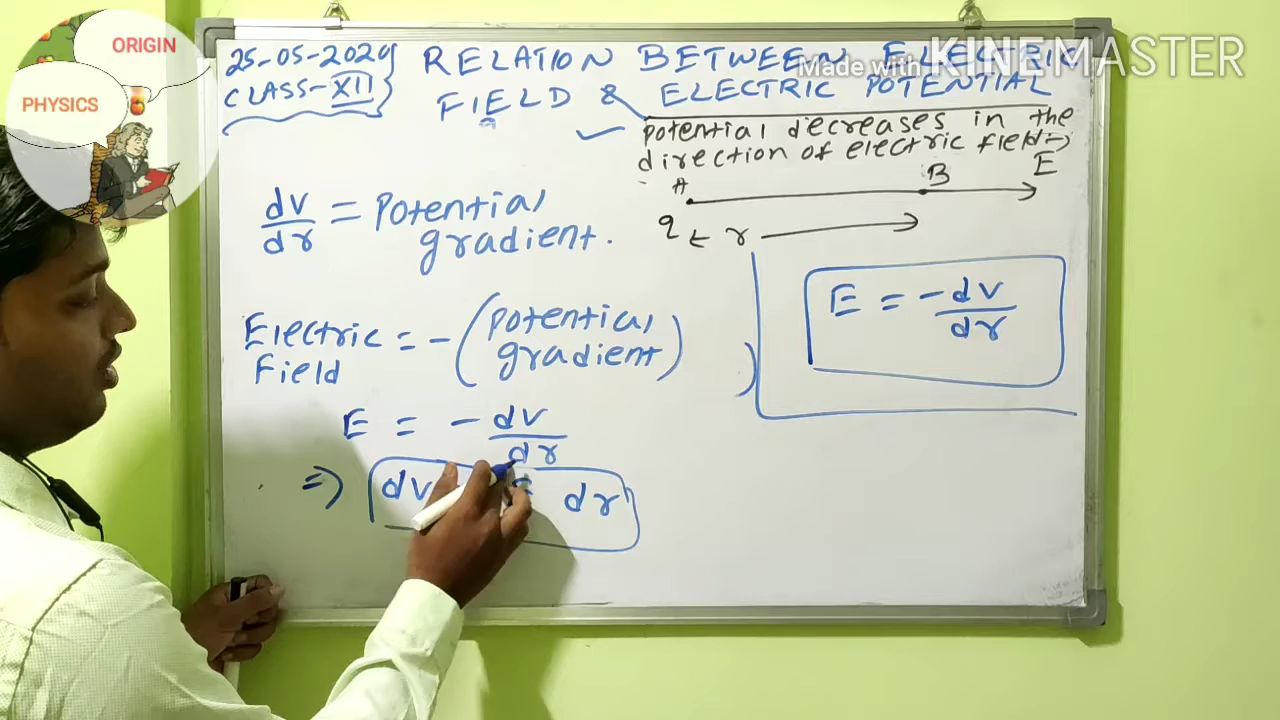 ORIGIN
PHYSICS
Made with KINEMASTER
25-05-2020
CLASS-XII
RELATION BETWEEN ELECTRIC
FIELD & ELECTRIC POTENTIAL
potential decreases in the
direction of electric field ⇒
A B E
q ← r →
dv/dr = Potential
gradient.
Electric Field = - (Potential gradient)
E = - dv/dr
E = - dv/dr
⇒ dv dr